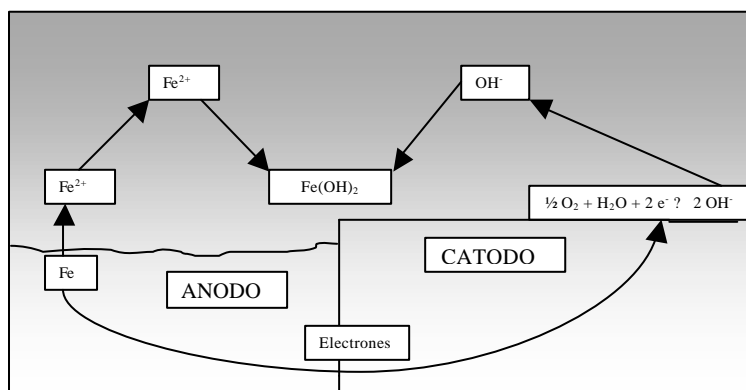 Fe²⁺
OH⁻
Fe²⁺
Fe(OH)₂
½ O₂ + H₂O + 2 e⁻ ? 2 OH⁻
Fe
ANODO
CATODO
Electrones